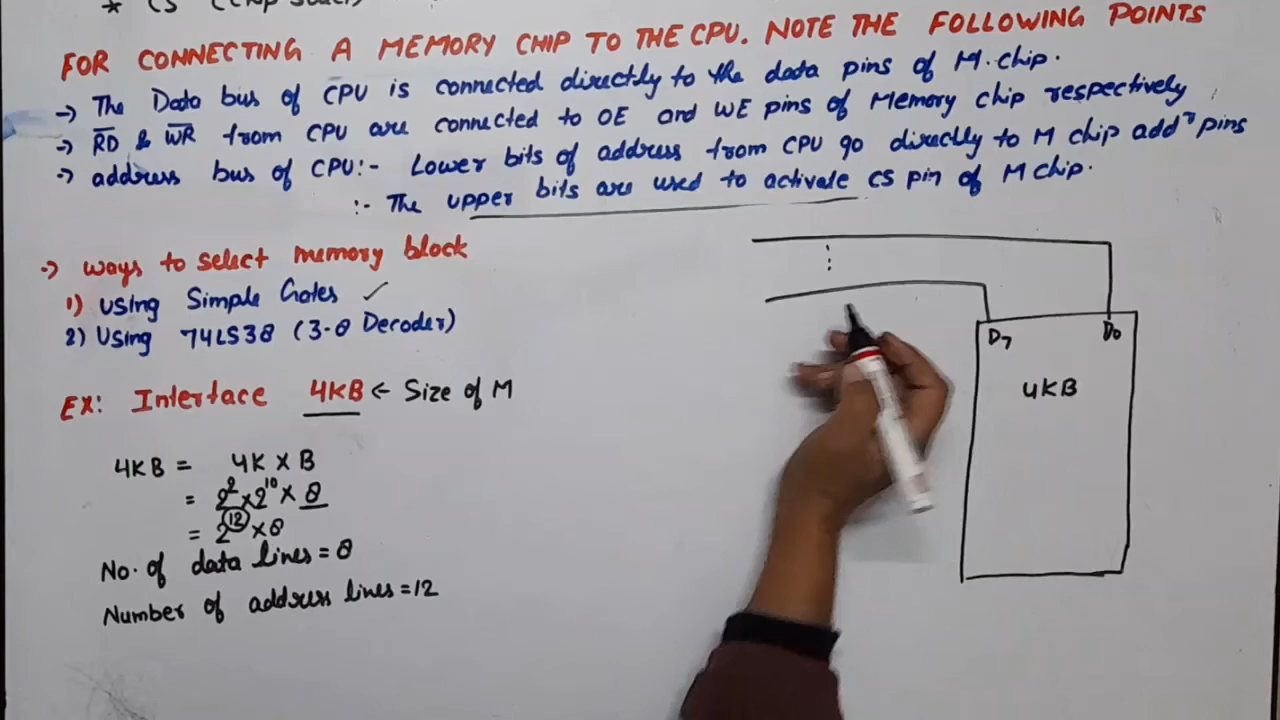 * CS (Chip Select)
FOR CONNECTING A MEMORY CHIP TO THE CPU. NOTE THE FOLLOWING POINTS
→ The Data bus of CPU is connected directly to the data pins of M.chip.
→ R̅D̅ & W̅R̅ from CPU are connected to OE and WE pins of Memory chip respectively
→ address bus of CPU:- Lower bits of address from CPU go directly to M chip addʳ pins
:- The upper bits are used to activate CS pin of M chip.
→ ways to select memory block
1) Using Simple Gates ✓
2) Using 74LS38 (3-8 Decoder)
EX: Interface 4KB ← Size of M
4KB = 4K X B
= 2² x 2¹⁰ x 8
= 2¹² x 8
No. of data lines = 8
Number of address lines = 12
D7 D0
4KB